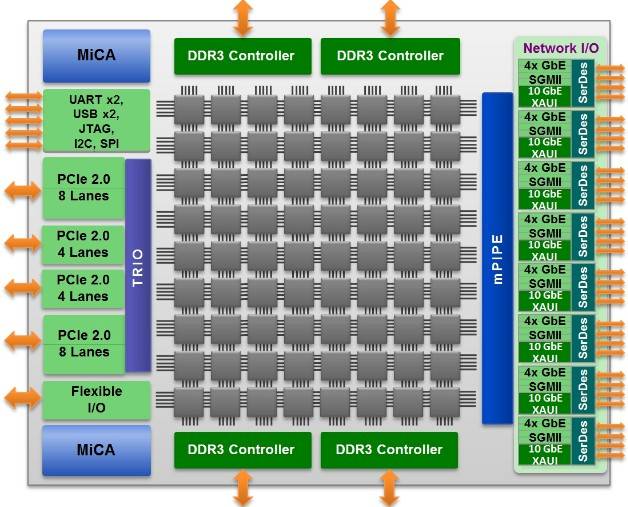 MiCA
DDR3 Controller
DDR3 Controller
Network I/O
UART x2,
USB x2,
JTAG,
I2C, SPI
PCIe 2.0
8 Lanes
PCIe 2.0
4 Lanes
PCIe 2.0
4 Lanes
PCIe 2.0
8 Lanes
TRIO
Flexible
I/O
MiCA
DDR3 Controller
DDR3 Controller
mPIPE
4x GbE
SGMII
10 GbE
XAUI
SerDes
4x GbE
SGMII
10 GbE
XAUI
SerDes
4x GbE
SGMII
10 GbE
XAUI
SerDes
4x GbE
SGMII
10 GbE
XAUI
SerDes
4x GbE
SGMII
10 GbE
XAUI
SerDes
4x GbE
SGMII
10 GbE
XAUI
SerDes
4x GbE
SGMII
10 GbE
XAUI
SerDes
4x GbE
SGMII
10 GbE
XAUI
SerDes